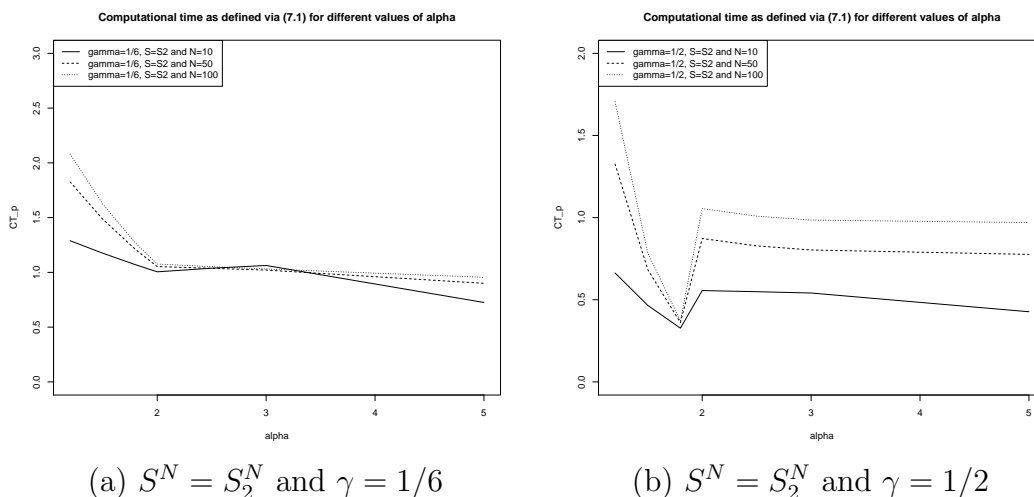 Computational time as defined via (7.1) for different values of alpha
gamma=1/6, S=S2 and N=10
gamma=1/6, S=S2 and N=50
gamma=1/6, S=S2 and N=100
CT_p
3.0
2.5
2.0
1.5
1.0
0.5
0.0
2 3 4 5
alpha
(a) S^N = S_2^N and γ = 1/6
Computational time as defined via (7.1) for different values of alpha
gamma=1/2, S=S2 and N=10
gamma=1/2, S=S2 and N=50
gamma=1/2, S=S2 and N=100
CT_p
2.0
1.5
1.0
0.5
0.0
2 3 4 5
alpha
(b) S^N = S_2^N and γ = 1/2